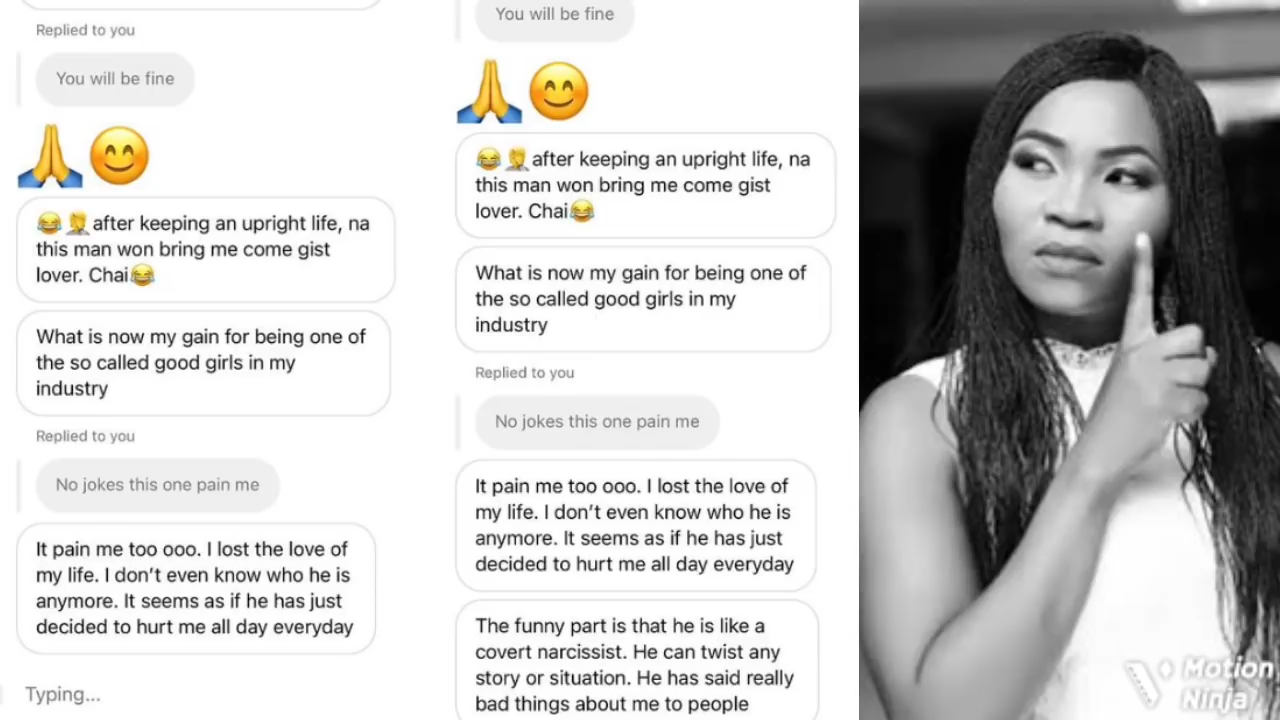 Replied to you
You will be fine
🙏😊
😂🤦after keeping an upright life, na
this man won bring me come gist
lover. Chai😂
What is now my gain for being one of
the so called good girls in my
industry
Replied to you
No jokes this one pain me
It pain me too ooo. I lost the love of
my life. I don't even know who he is
anymore. It seems as if he has just
decided to hurt me all day everyday
Typing...
You will be fine
🙏😊
😂🤦after keeping an upright life, na
this man won bring me come gist
lover. Chai😂
What is now my gain for being one of
the so called good girls in my
industry
Replied to you
No jokes this one pain me
It pain me too ooo. I lost the love of
my life. I don't even know who he is
anymore. It seems as if he has just
decided to hurt me all day everyday
The funny part is that he is like a
covert narcissist. He can twist any
story or situation. He has said really
bad things about me to people
Motion
Ninja